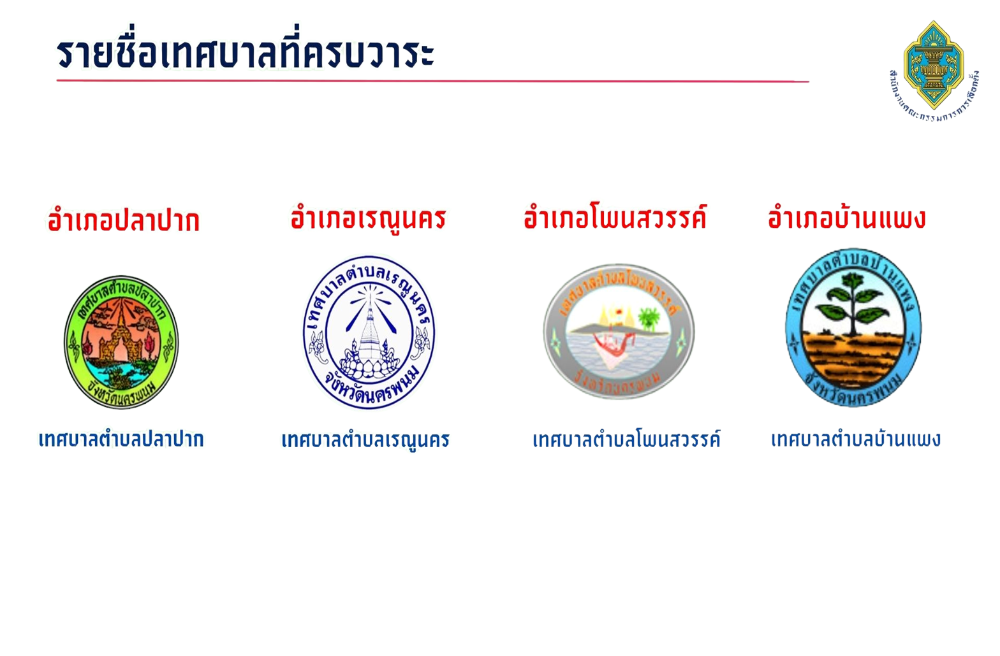 รายชื่อเทศบาลที่ครบวาระ
สำนักงานคณะกรรมการการเลือกตั้ง
อำเภอปลาปาก
อำเภอเรณูนคร
อำเภอโพนสวรรค์
อำเภอบ้านแพง
เทศบาลตำบลปลาปาก
จังหวัดนครพนม
เทศบาลตำบลเรณูนคร
จังหวัดนครพนม
เทศบาลตำบลโพนสวรรค์
จังหวัดนครพนม
เทศบาลตำบลบ้านแพง
จังหวัดนครพนม
เทศบาลตำบลปลาปาก
เทศบาลตำบลเรณูนคร
เทศบาลตำบลโพนสวรรค์
เทศบาลตำบลบ้านแพง